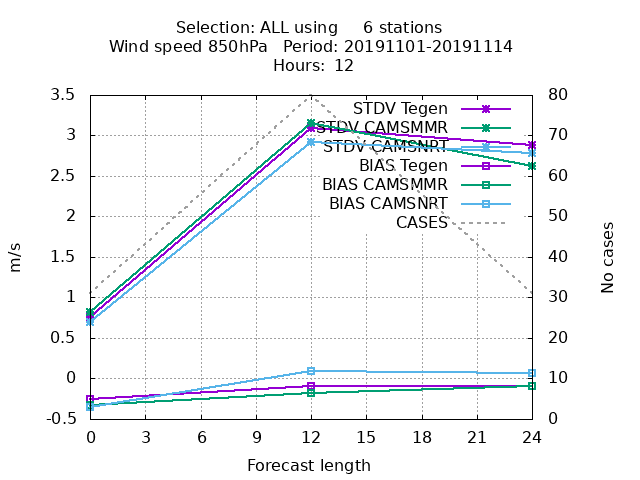 Selection: ALL using 6 stations
Wind speed 850hPa Period: 20191101-20191114
Hours: 12
3.5
3
2.5
2
1.5
1
0.5
0
-0.5
m/s
STDV Tegen
STDV CAMSMMR
STDV CAMSNRT
BIAS Tegen
BIAS CAMSMMR
BIAS CAMSNRT
CASES
80
70
60
50
40
30
20
10
0
No cases
0 3 6 9 12 15 18 21 24
Forecast length